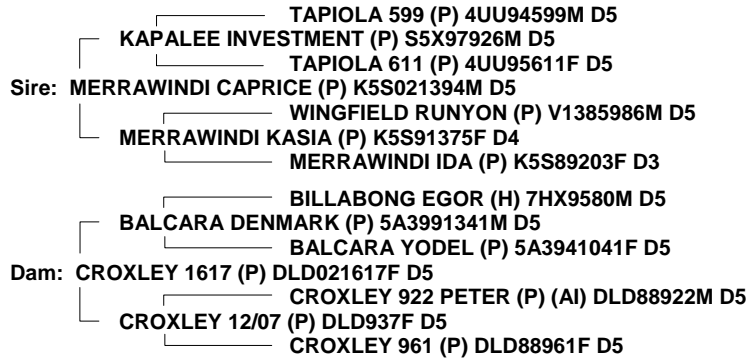 TAPIOLA 599 (P) 4UU94599M D5
KAPALEE INVESTMENT (P) S5X97926M D5
TAPIOLA 611 (P) 4UU95611F D5
Sire: MERRAWINDI CAPRICE (P) K5S021394M D5
WINGFIELD RUNYON (P) V1385986M D5
MERRAWINDI KASIA (P) K5S91375F D4
MERRAWINDI IDA (P) K5S89203F D3
BILLABONG EGOR (H) 7HX9580M D5
BALCARA DENMARK (P) 5A3991341M D5
BALCARA YODEL (P) 5A3941041F D5
Dam: CROXLEY 1617 (P) DLD021617F D5
CROXLEY 922 PETER (P) (AI) DLD88922M D5
CROXLEY 12/07 (P) DLD937F D5
CROXLEY 961 (P) DLD88961F D5